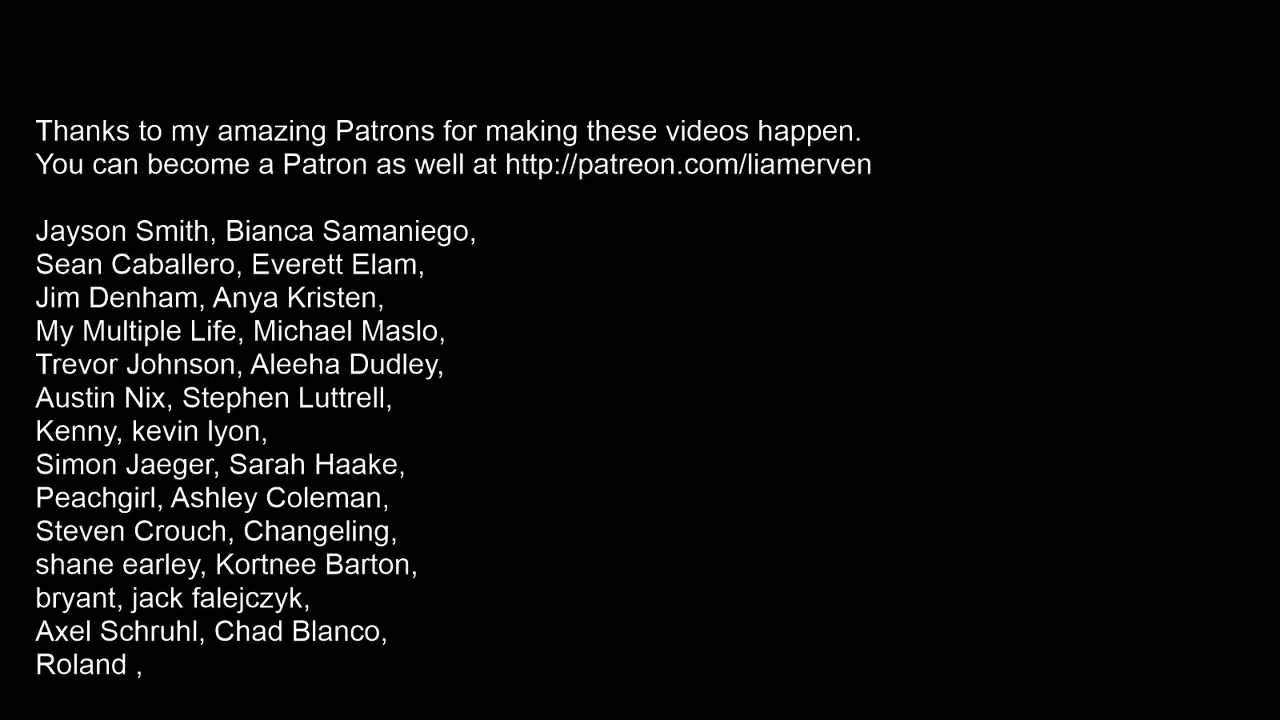 Thanks to my amazing Patrons for making these videos happen.
You can become a Patron as well at http://patreon.com/liamerven
Jayson Smith, Bianca Samaniego,
Sean Caballero, Everett Elam,
Jim Denham, Anya Kristen,
My Multiple Life, Michael Maslo,
Trevor Johnson, Aleeha Dudley,
Austin Nix, Stephen Luttrell,
Kenny, kevin lyon,
Simon Jaeger, Sarah Haake,
Peachgirl, Ashley Coleman,
Steven Crouch, Changeling,
shane earley, Kortnee Barton,
bryant, jack falejczyk,
Axel Schruhl, Chad Blanco,
Roland ,